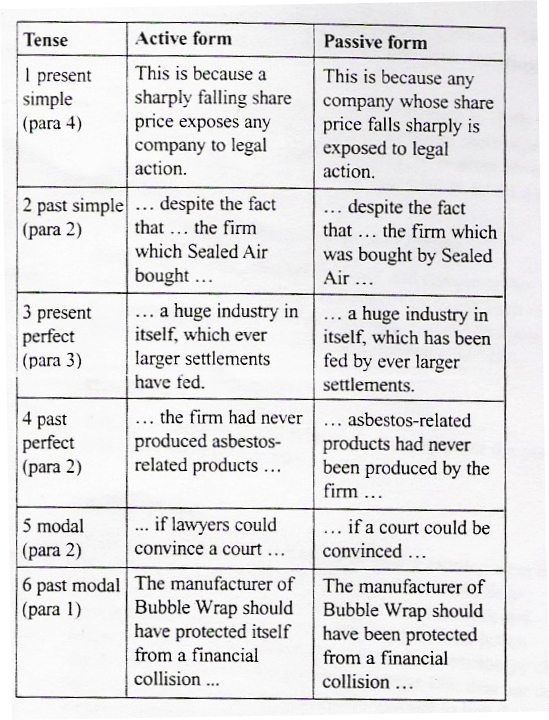 Tense Active form Passive form
1 present simple (para 4)
This is because a
sharply falling share
price exposes any
company to legal
action.
This is because any
company whose share
price falls sharply is
exposed to legal
action.
2 past simple
(para 2)
... despite the fact
that ... the firm
which Sealed Air
bought ...
... despite the fact
that ... the firm which
was bought by Sealed
Air ...
3 present
perfect
(para 3)
... a huge industry in
itself, which ever
larger settlements
have fed.
... a huge industry in
itself, which has been
fed by ever larger
settlements.
4 past
perfect
(para 2)
... the firm had never
produced asbestos-
related products ...
... asbestos-related
products had never
been produced by the
firm ...
5 modal
(para 2)
... if lawyers could
convince a court ...
... if a court could be
convinced ...
6 past modal
(para 1)
The manufacturer of
Bubble Wrap should
have protected itself
from a financial
collision ...
The manufacturer of
Bubble Wrap should
have been protected
from a financial
collision ...